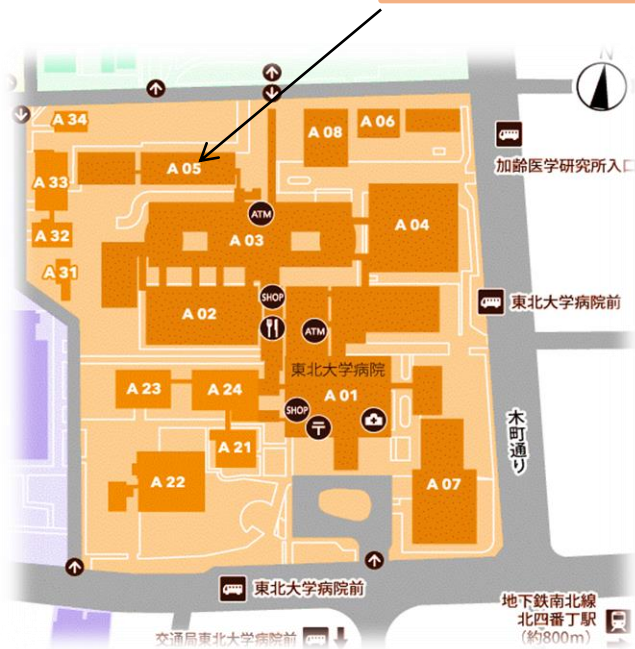 N
A 34
A 08
A 06
A 05
加齢医学研究所入口
A 33
ATM
A 04
A 32
A 03
A 31
SHOP
東北大学病院前
A 02
ATM
東北大学病院
A 23
A 24
A 01
SHOP
木町通り
A 21
A 22
A 07
東北大学病院前
地下鉄南北線
北四番丁駅
(約800m)
交通局東北大学病院前